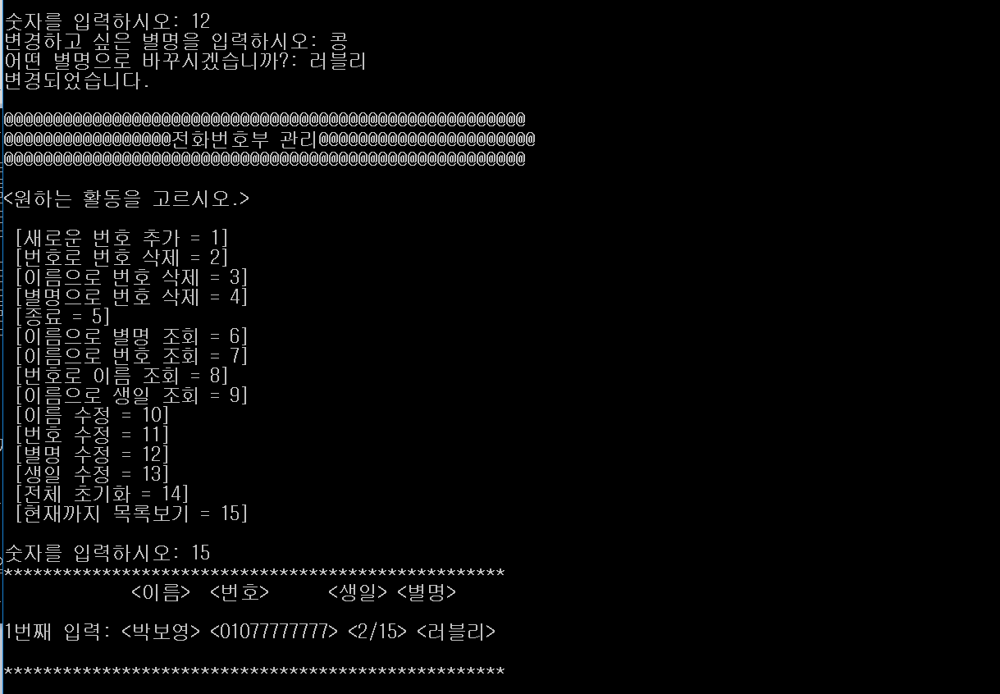 숫자를 입력하시오: 12
변경하고 싶은 별명을 입력하시오: 콩
어떤 별명으로 바꾸시겠습니까?: 러블리
변경되었습니다.
@@@@@@@@@@@@@@@@@@@@@@@@@@@@@@@@@@@@@@@@@@@@@@@@@@@@@
@@@@@@@@@@@@@@@@@전화번호부 관리@@@@@@@@@@@@@@@@@@@@@@
@@@@@@@@@@@@@@@@@@@@@@@@@@@@@@@@@@@@@@@@@@@@@@@@@@@@@
<원하는 활동을 고르시오.>
[새로운 번호 추가 = 1]
[번호로 번호 삭제 = 2]
[이름으로 번호 삭제 = 3]
[별명으로 번호 삭제 = 4]
[종료 = 5]
[이름으로 별명 조회 = 6]
[이름으로 번호 조회 = 7]
[번호로 이름 조회 = 8]
[이름으로 생일 조회 = 9]
[이름 수정 = 10]
[번호 수정 = 11]
[별명 수정 = 12]
[생일 수정 = 13]
[전체 초기화 = 14]
[현재까지 목록보기 = 15]
숫자를 입력하시오: 15
***************************************************
<이름> <번호> <생일> <별명>
1번째 입력: <박보영> <01077777777> <2/15> <러블리>
***************************************************